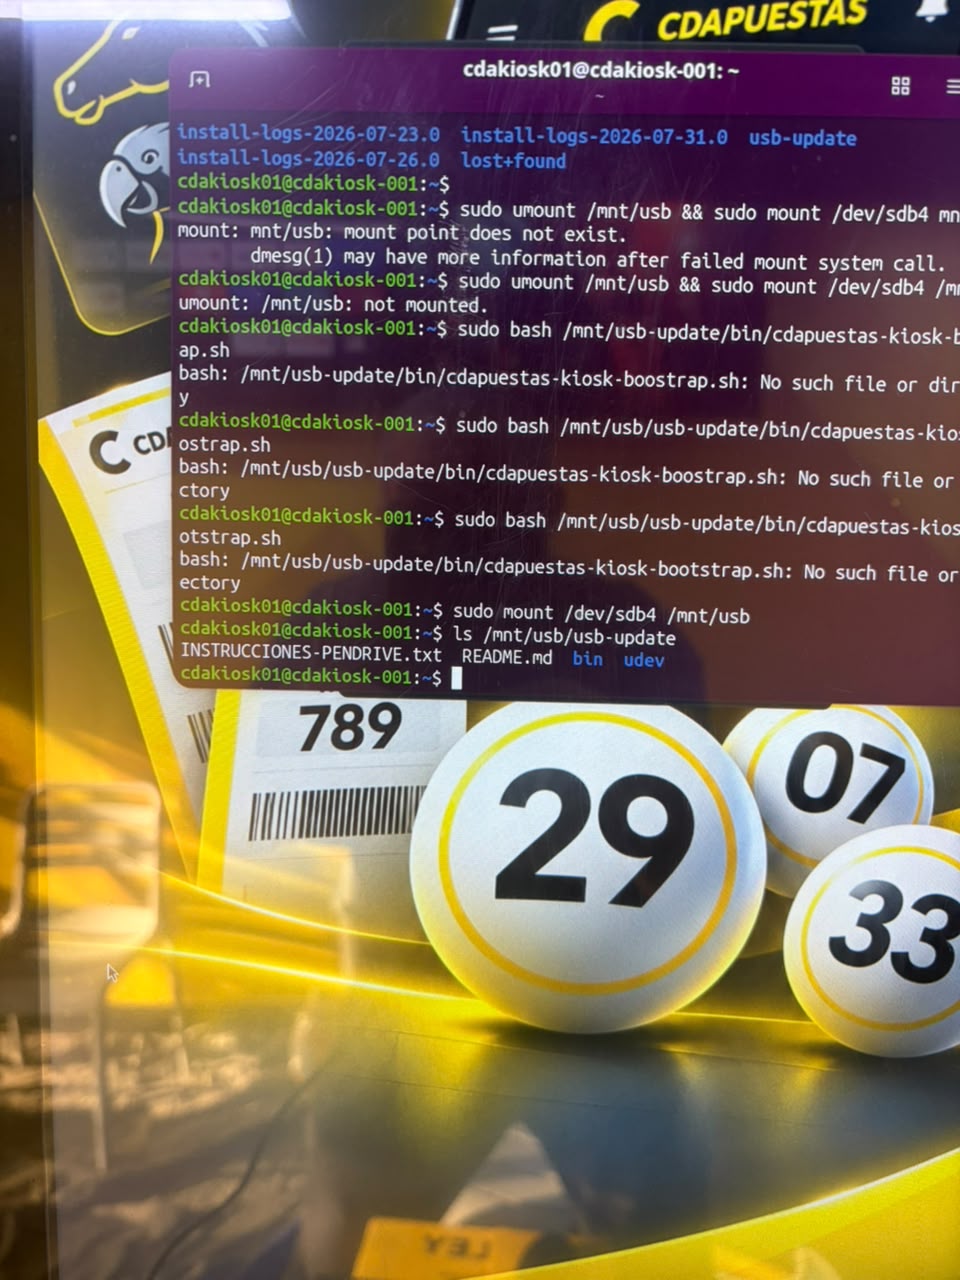 CDAPUESTAS
cdakiosk01@cdakiosk-001: ~
~
install-logs-2026-07-23.0 install-logs-2026-07-31.0 usb-update
install-logs-2026-07-26.0 lost+found
cdakiosk01@cdakiosk-001:~$
cdakiosk01@cdakiosk-001:~$ sudo umount /mnt/usb && sudo mount /dev/sdb4 mn
mount: mnt/usb: mount point does not exist.
dmesg(1) may have more information after failed mount system call.
cdakiosk01@cdakiosk-001:~$ sudo umount /mnt/usb && sudo mount /dev/sdb4 /m
umount: /mnt/usb: not mounted.
cdakiosk01@cdakiosk-001:~$ sudo bash /mnt/usb-update/bin/cdapuestas-kiosk-b
ap.sh
bash: /mnt/usb-update/bin/cdapuestas-kiosk-boostrap.sh: No such file or dir
y
cdakiosk01@cdakiosk-001:~$ sudo bash /mnt/usb/usb-update/bin/cdapuestas-kio
ostrap.sh
bash: /mnt/usb/usb-update/bin/cdapuestas-kiosk-boostrap.sh: No such file or
ctory
cdakiosk01@cdakiosk-001:~$ sudo bash /mnt/usb/usb-update/bin/cdapuestas-kios
otstrap.sh
bash: /mnt/usb/usb-update/bin/cdapuestas-kiosk-bootstrap.sh: No such file or
ectory
cdakiosk01@cdakiosk-001:~$ sudo mount /dev/sdb4 /mnt/usb
cdakiosk01@cdakiosk-001:~$ ls /mnt/usb/usb-update
INSTRUCCIONES-PENDRIVE.txt README.md bin udev
cdakiosk01@cdakiosk-001:~$
C CDA
789
29
07
33
LEY